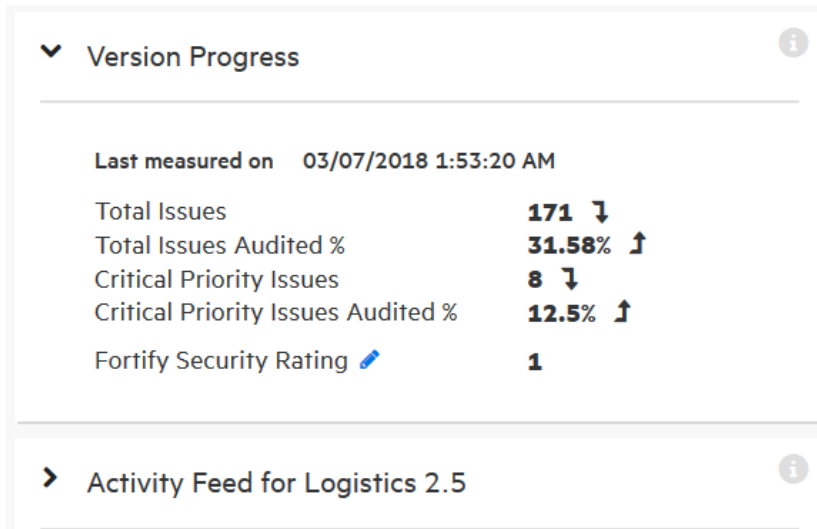 Version Progress
Last measured on 03/07/2018 1:53:20 AM
Total Issues 171
Total Issues Audited % 31.58%
Critical Priority Issues 8
Critical Priority Issues Audited % 12.5%
Fortify Security Rating 1
Activity Feed for Logistics 2.5